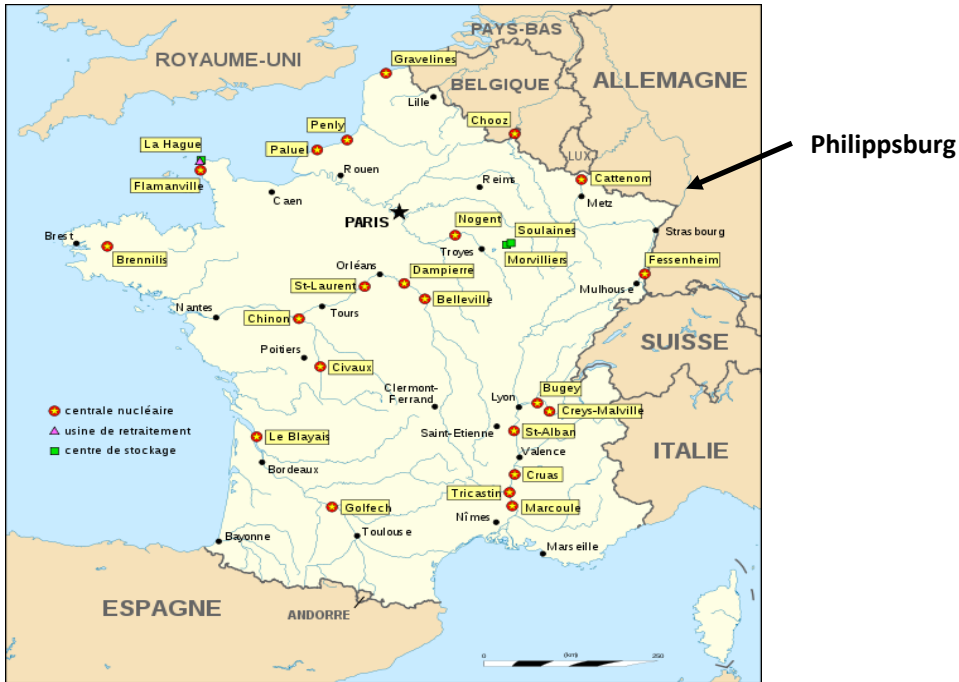 PAYS-BAS
ROYAUME-UNI
Gravelines
ALLEMAGNE
BELGIQUE
Lille
Penly
Chooz
La Hague
Paluel
Philippsburg
LUX.
Rouen
Cattenom
Flamanville
Reims
Caen
Metz
PARIS
Nogent
Soulaines
Strasbourg
Brest
Troyes
Morvilliers
Brennilis
Orléans
Dampierre
Fessenheim
St-Laurent
Mulhouse
Belleville
Nantes
Tours
Chinon
SUISSE
Poitiers
Civaux
Clermont-
Ferrand
Bugey
Lyon
centrale nucléaire
Creys-Malville
usine de retraitement
Saint-Etienne
St-Alban
Le Blayais
centre de stockage
ITALIE
Valence
Bordeaux
Cruas
Tricastin
Golfech
Marcoule
Nîmes
Toulouse
Bayonne
Marseille
ESPAGNE
ANDORRE
0
(km)
250